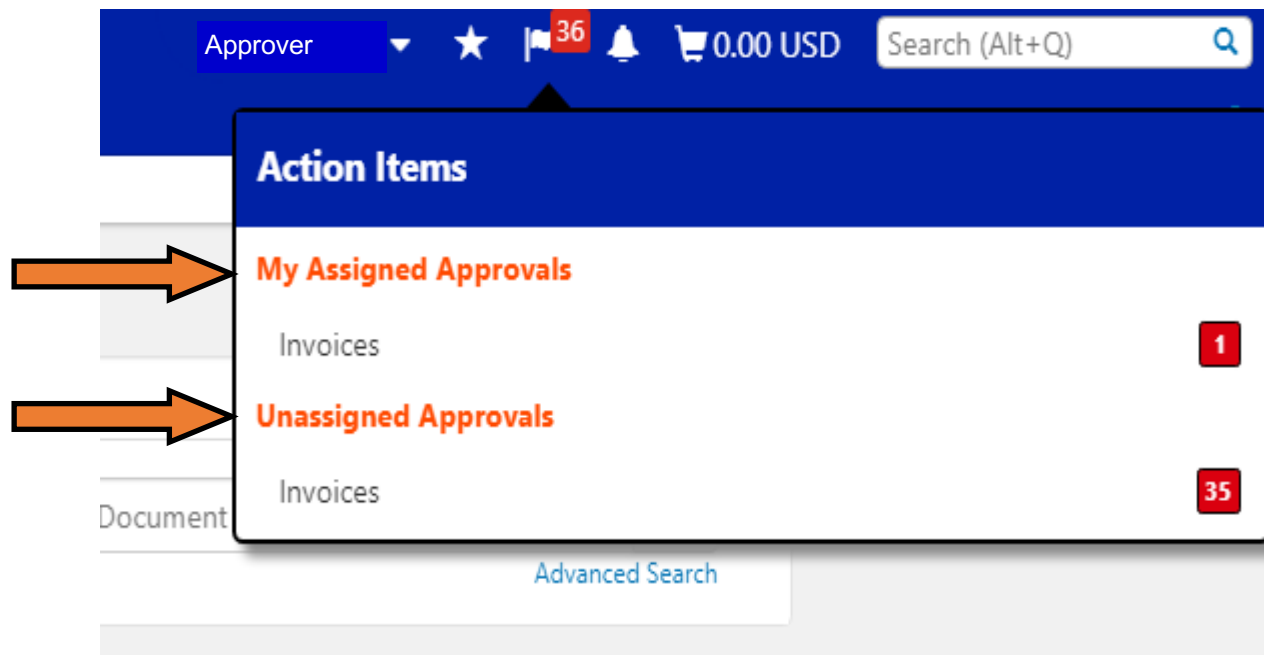 Approver 36 0.00 USD Search (Alt+Q)
Action Items
My Assigned Approvals
Invoices 1
Unassigned Approvals
Invoices 35
Document
Advanced Search